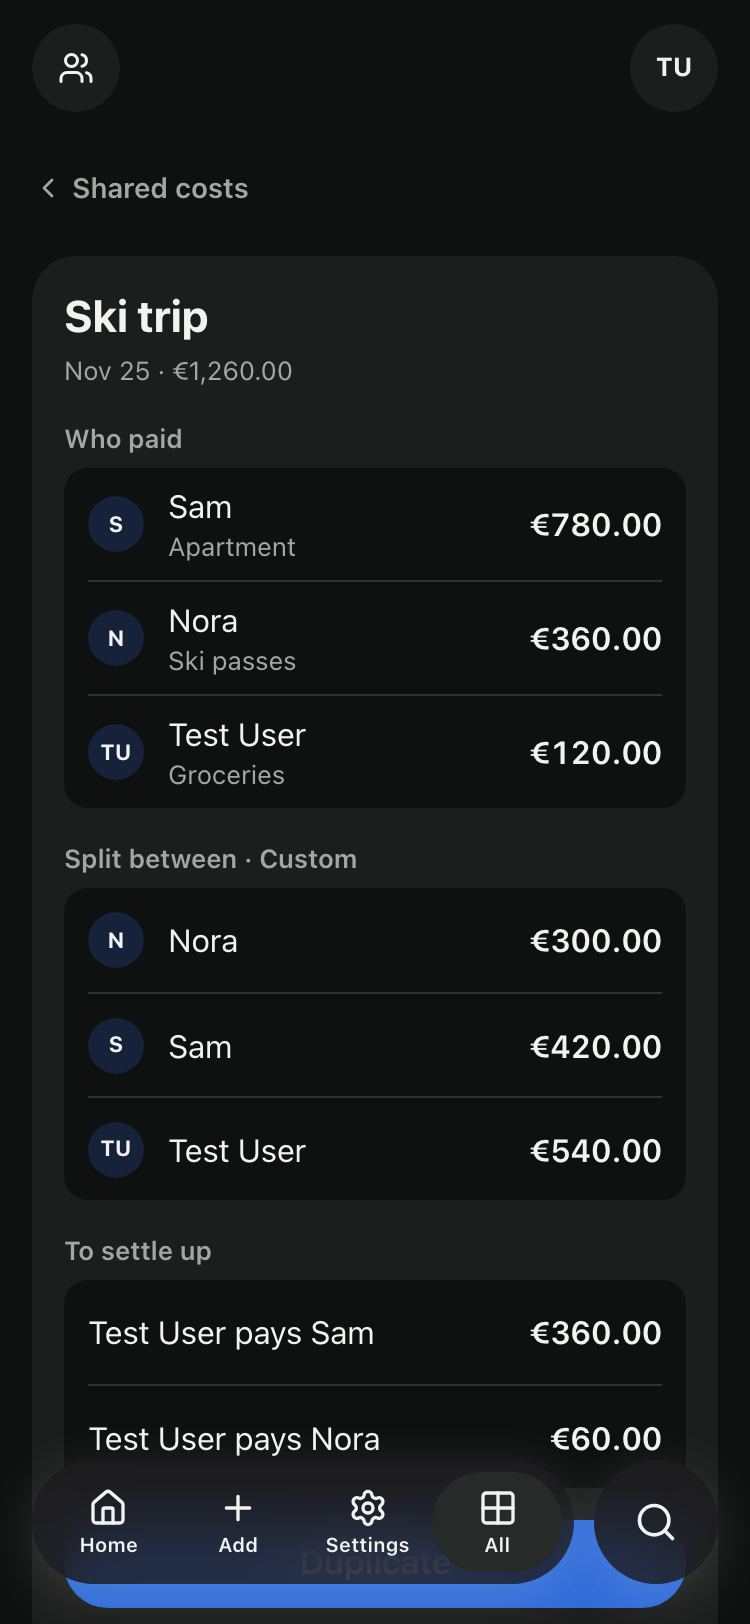 TU
Shared costs
Ski trip
Nov 25 · €1,260.00
Who paid
S
Sam
Apartment
€780.00
N
Nora
Ski passes
€360.00
TU
Test User
Groceries
€120.00
Split between · Custom
N
Nora
€300.00
S
Sam
€420.00
TU
Test User
€540.00
To settle up
Test User pays Sam
€360.00
Test User pays Nora
€60.00
Duplicate
Home
Add
Settings
All